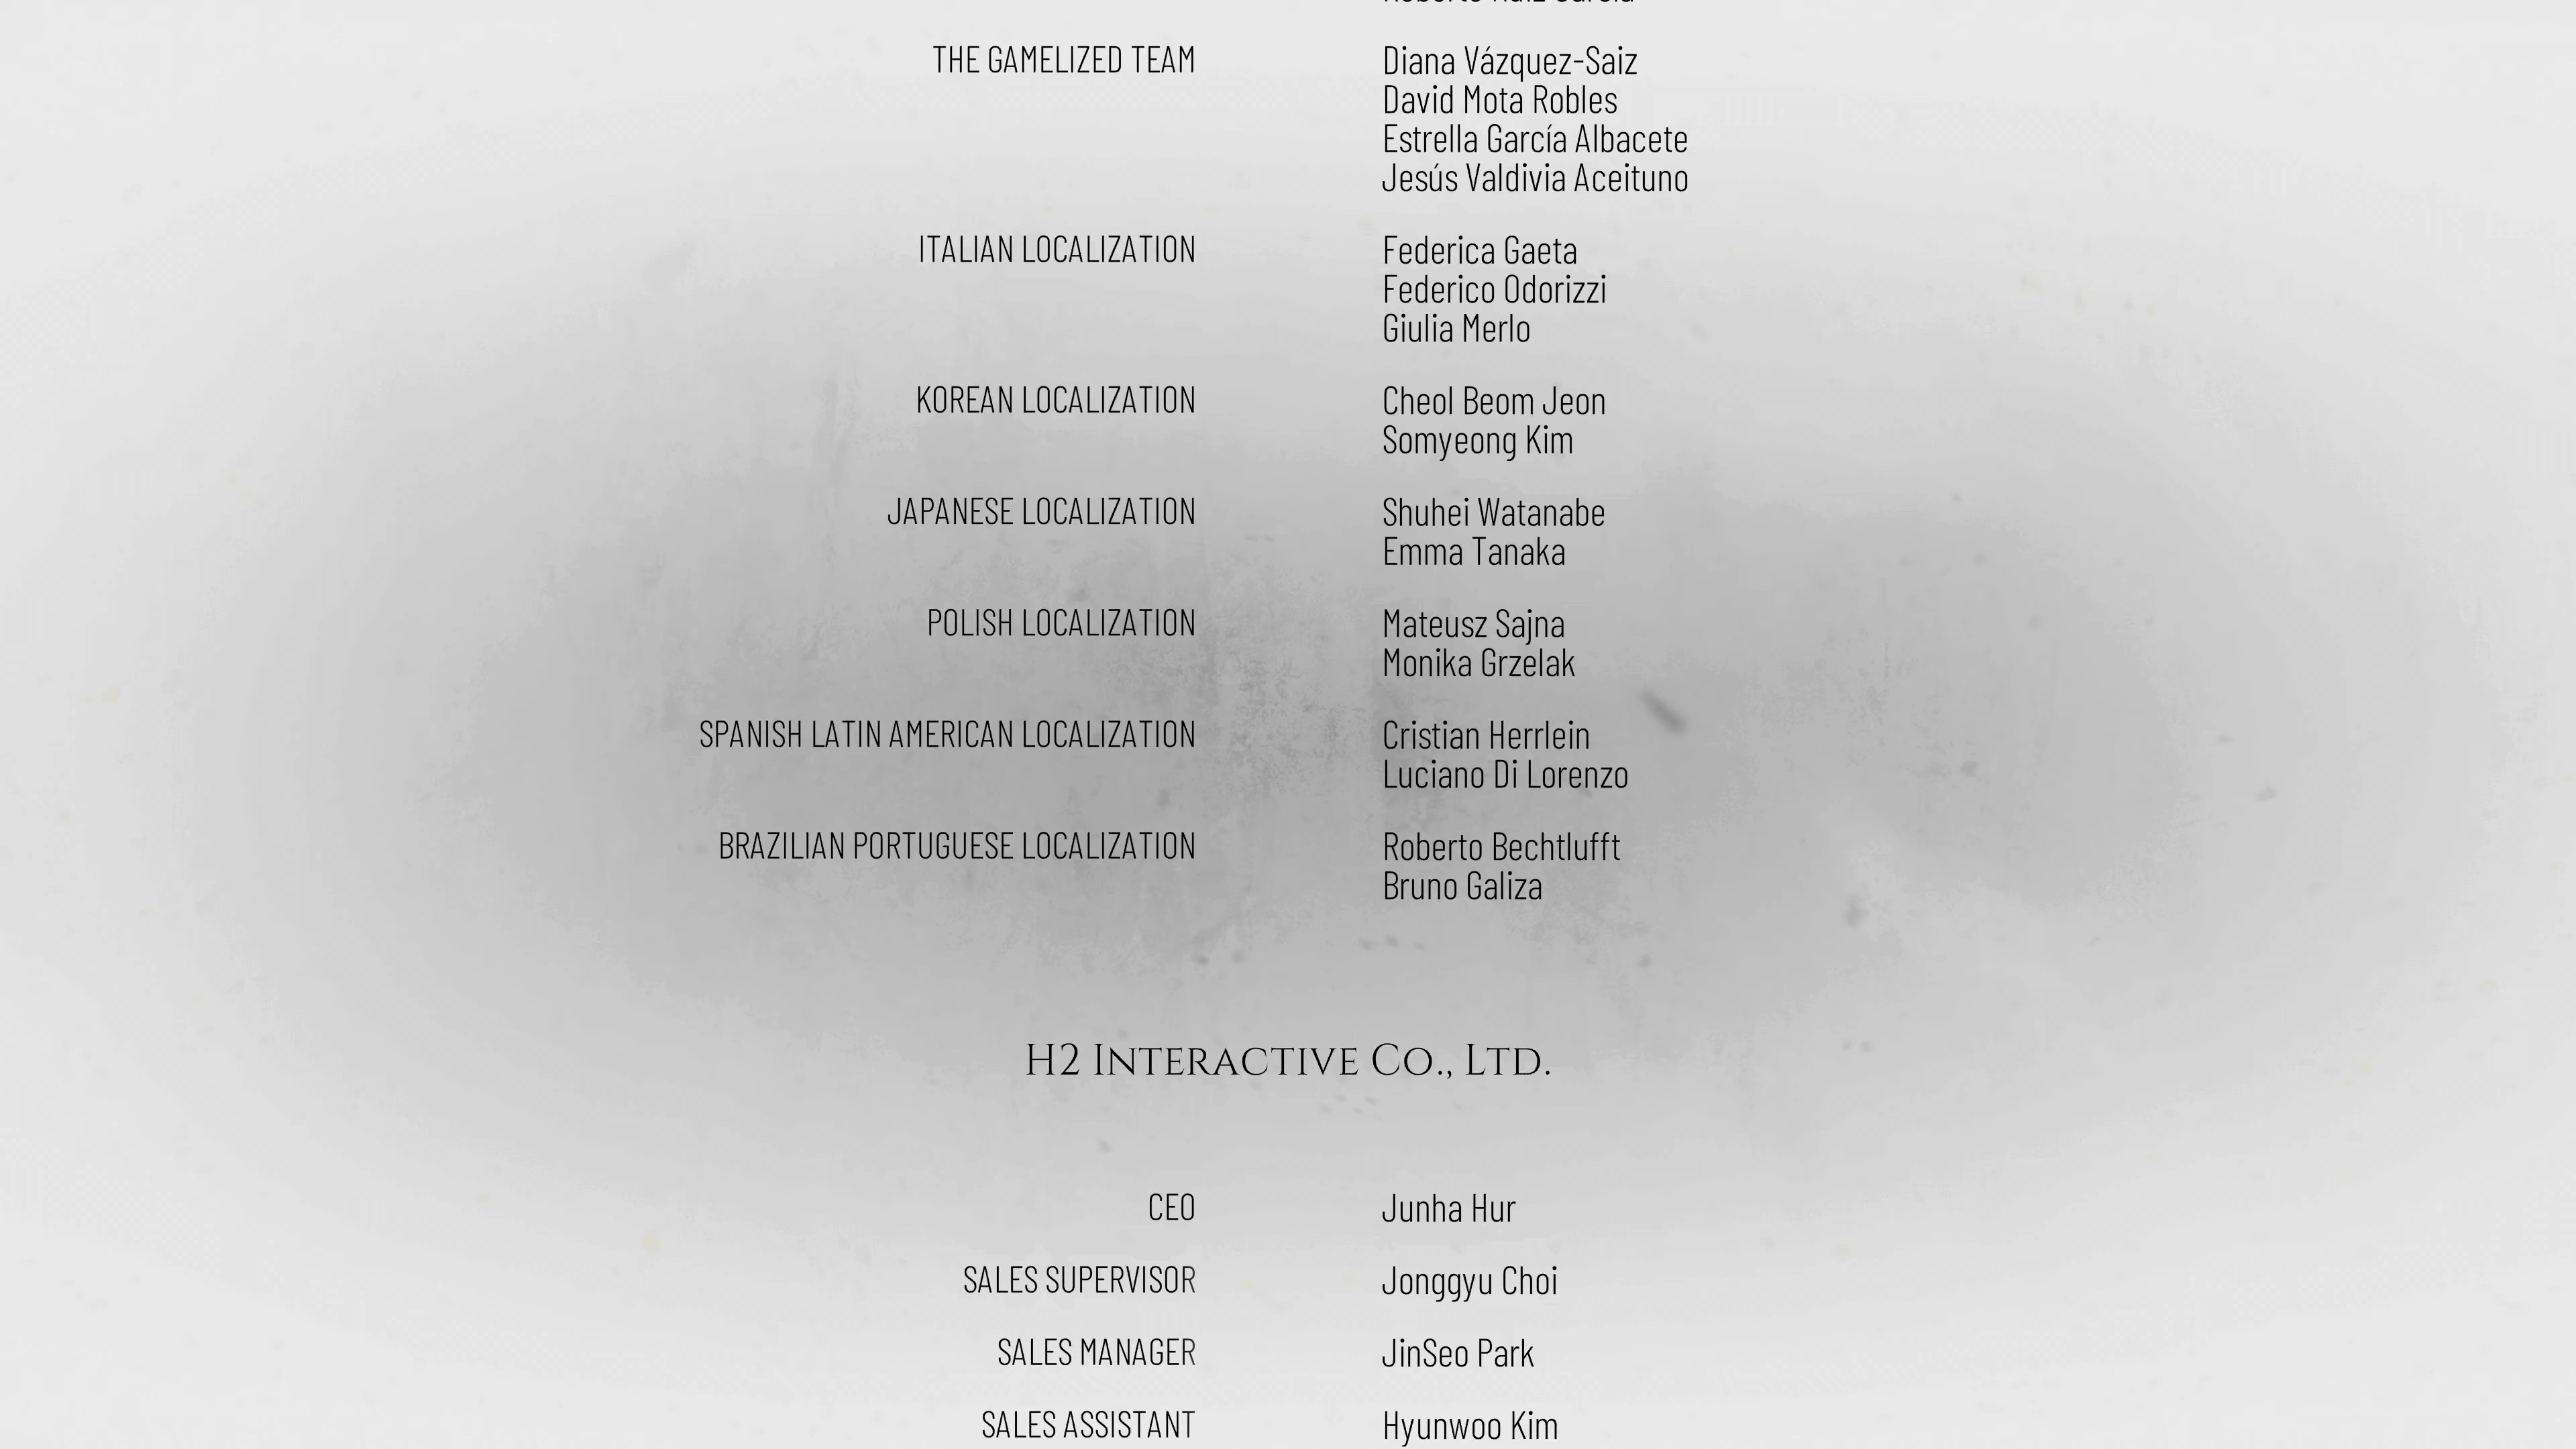 THE GAMELIZED TEAM Diana Vázquez-Saiz
David Mota Robles
Estrella García Albacete
Jesús Valdivia Aceituno
ITALIAN LOCALIZATION Federica Gaeta
Federico Odorizzi
Giulia Merlo
KOREAN LOCALIZATION Cheol Beom Jeon
Somyeong Kim
JAPANESE LOCALIZATION Shuhei Watanabe
Emma Tanaka
POLISH LOCALIZATION Mateusz Sajna
Monika Grzelak
SPANISH LATIN AMERICAN LOCALIZATION Cristian Herrlein
Luciano Di Lorenzo
BRAZILIAN PORTUGUESE LOCALIZATION Roberto Bechtlufft
Bruno Galiza
H2 INTERACTIVE CO., LTD.
CEO Junha Hur
SALES SUPERVISOR Jonggyu Choi
SALES MANAGER JinSeo Park
SALES ASSISTANT Hyunwoo Kim